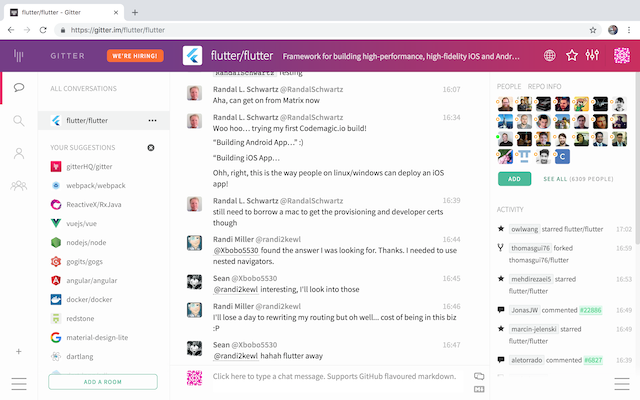 flutter/flutter - Gitter
https://gitter.im/flutter/flutter
GITTER
WE'RE HIRING!
flutter/flutter
Framework for building high-performance, high-fidelity iOS and Andr...
ALL CONVERSATIONS
flutter/flutter
YOUR SUGGESTIONS
gitterHQ/gitter
webpack/webpack
ReactiveX/RxJava
vuejs/vue
nodejs/node
gogits/gogs
angular/angular
docker/docker
redstone
material-design-lite
dartlang
ADD A ROOM
RandalSchwartz Testing
Randal L. Schwartz @RandalSchwartz 16:07
Aha, can get on from Matrix now
Randal L. Schwartz @RandalSchwartz 16:34
Woo hoo… trying my first Codemagic.io build!
“Building Android App…” :)
“Building iOS App…
Ohh, right, this is the way people on linux/windows can deploy an iOS
app!
Randal L. Schwartz @RandalSchwartz 16:39
still need to borrow a mac to get the provisioning and developer certs
though
Randi Miller @randi2kewl 16:44
@Xbobo5530 found the answer I was looking for. Thanks. I needed to use
nested navigators.
Sean @Xbobo5530 16:45
@randi2kewl interesting, I'll look into those
Randi Miller @randi2kewl 16:46
I'll lose a day to rewriting my routing but oh well... cost of being in this biz
:P
Sean @Xbobo5530 16:47
@randi2kewl hahah flutter away
Click here to type a chat message. Supports GitHub flavoured markdown.
PEOPLE REPO INFO
ADD
SEE ALL (6309 PEOPLE)
ACTIVITY
owlwang starred flutter/flutter 17:02
thomasgui76 forked 16:59
thomasgui76/flutter
mehdirezaei5 starred 16:53
flutter/flutter
JonasJW commented #22886 16:49
marcin-jelenski starred 16:49
flutter/flutter
aletorrado commented #6827 16:39